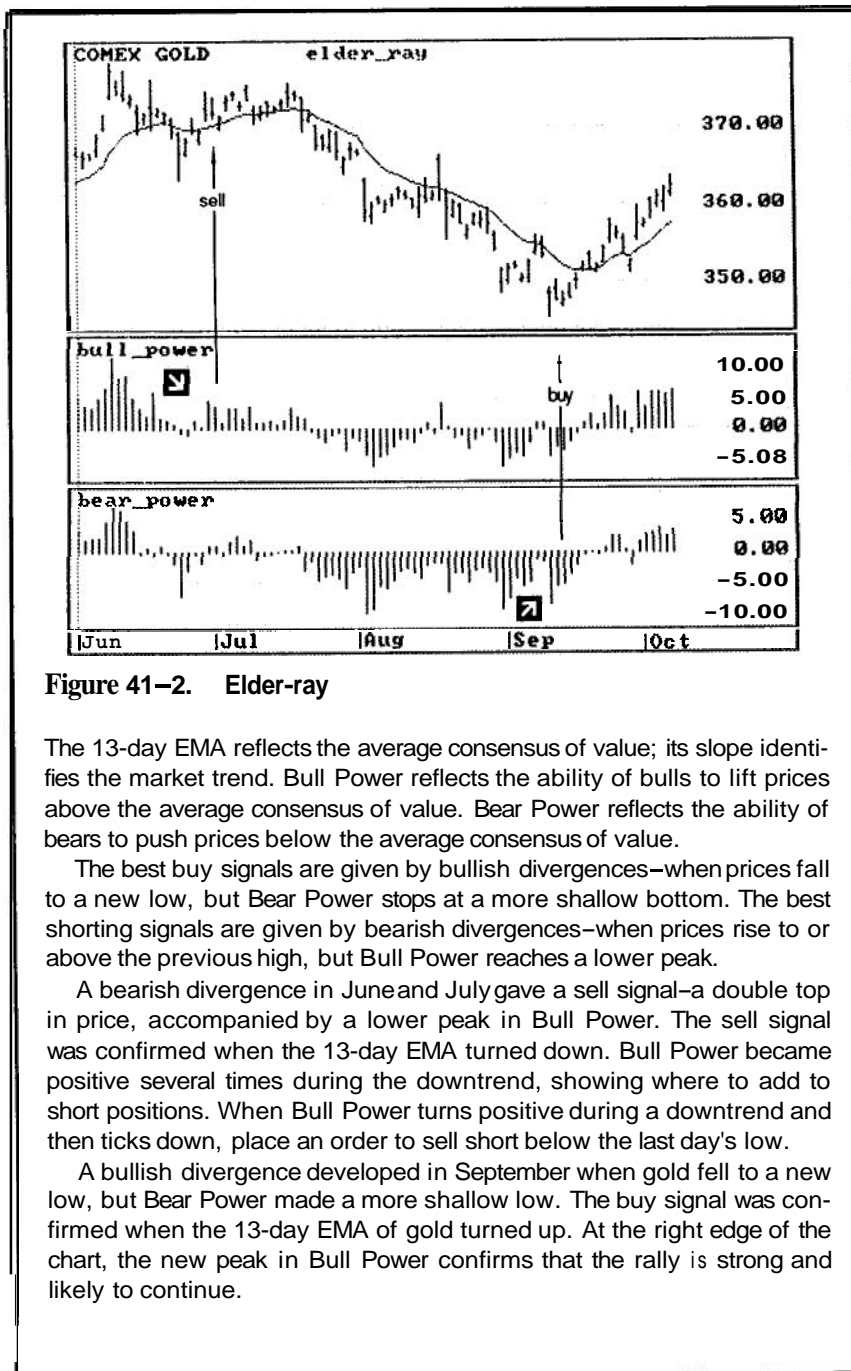 COMEX GOLD elder_ray
370.00
sell
360.00
350.00
bull_power
10.00
buy
5.00
0.00
-5.08
bear_power
5.00
0.00
-5.00
-10.00
|Jun |Jul |Aug |Sep |Oct
Figure 41–2. Elder-ray
The 13-day EMA reflects the average consensus of value; its slope identi-
fies the market trend. Bull Power reflects the ability of bulls to lift prices
above the average consensus of value. Bear Power reflects the ability of
bears to push prices below the average consensus of value.
The best buy signals are given by bullish divergences–when prices fall
to a new low, but Bear Power stops at a more shallow bottom. The best
shorting signals are given by bearish divergences–when prices rise to or
above the previous high, but Bull Power reaches a lower peak.
A bearish divergence in June and July gave a sell signal–a double top
in price, accompanied by a lower peak in Bull Power. The sell signal
was confirmed when the 13-day EMA turned down. Bull Power became
positive several times during the downtrend, showing where to add to
short positions. When Bull Power turns positive during a downtrend and
then ticks down, place an order to sell short below the last day's low.
A bullish divergence developed in September when gold fell to a new
low, but Bear Power made a more shallow low. The buy signal was con-
firmed when the 13-day EMA of gold turned up. At the right edge of the
chart, the new peak in Bull Power confirms that the rally is strong and
likely to continue.